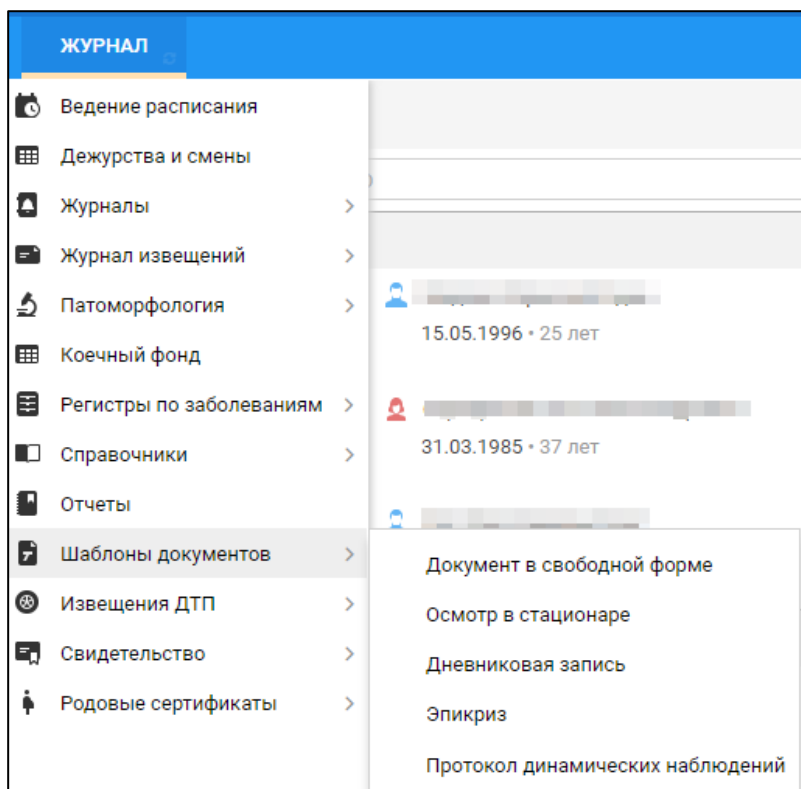 ЖУРНАЛ
Ведение расписания
Дежурства и смены
Журналы
Журнал извещений
Патоморфология
Коечный фонд
Регистры по заболеваниям
Справочники
Отчеты
Шаблоны документов
Извещения ДТП
Свидетельство
Родовые сертификаты
15.05.1996 • 25 лет
31.03.1985 • 37 лет
Документ в свободной форме
Осмотр в стационаре
Дневниковая запись
Эпикриз
Протокол динамических наблюдений